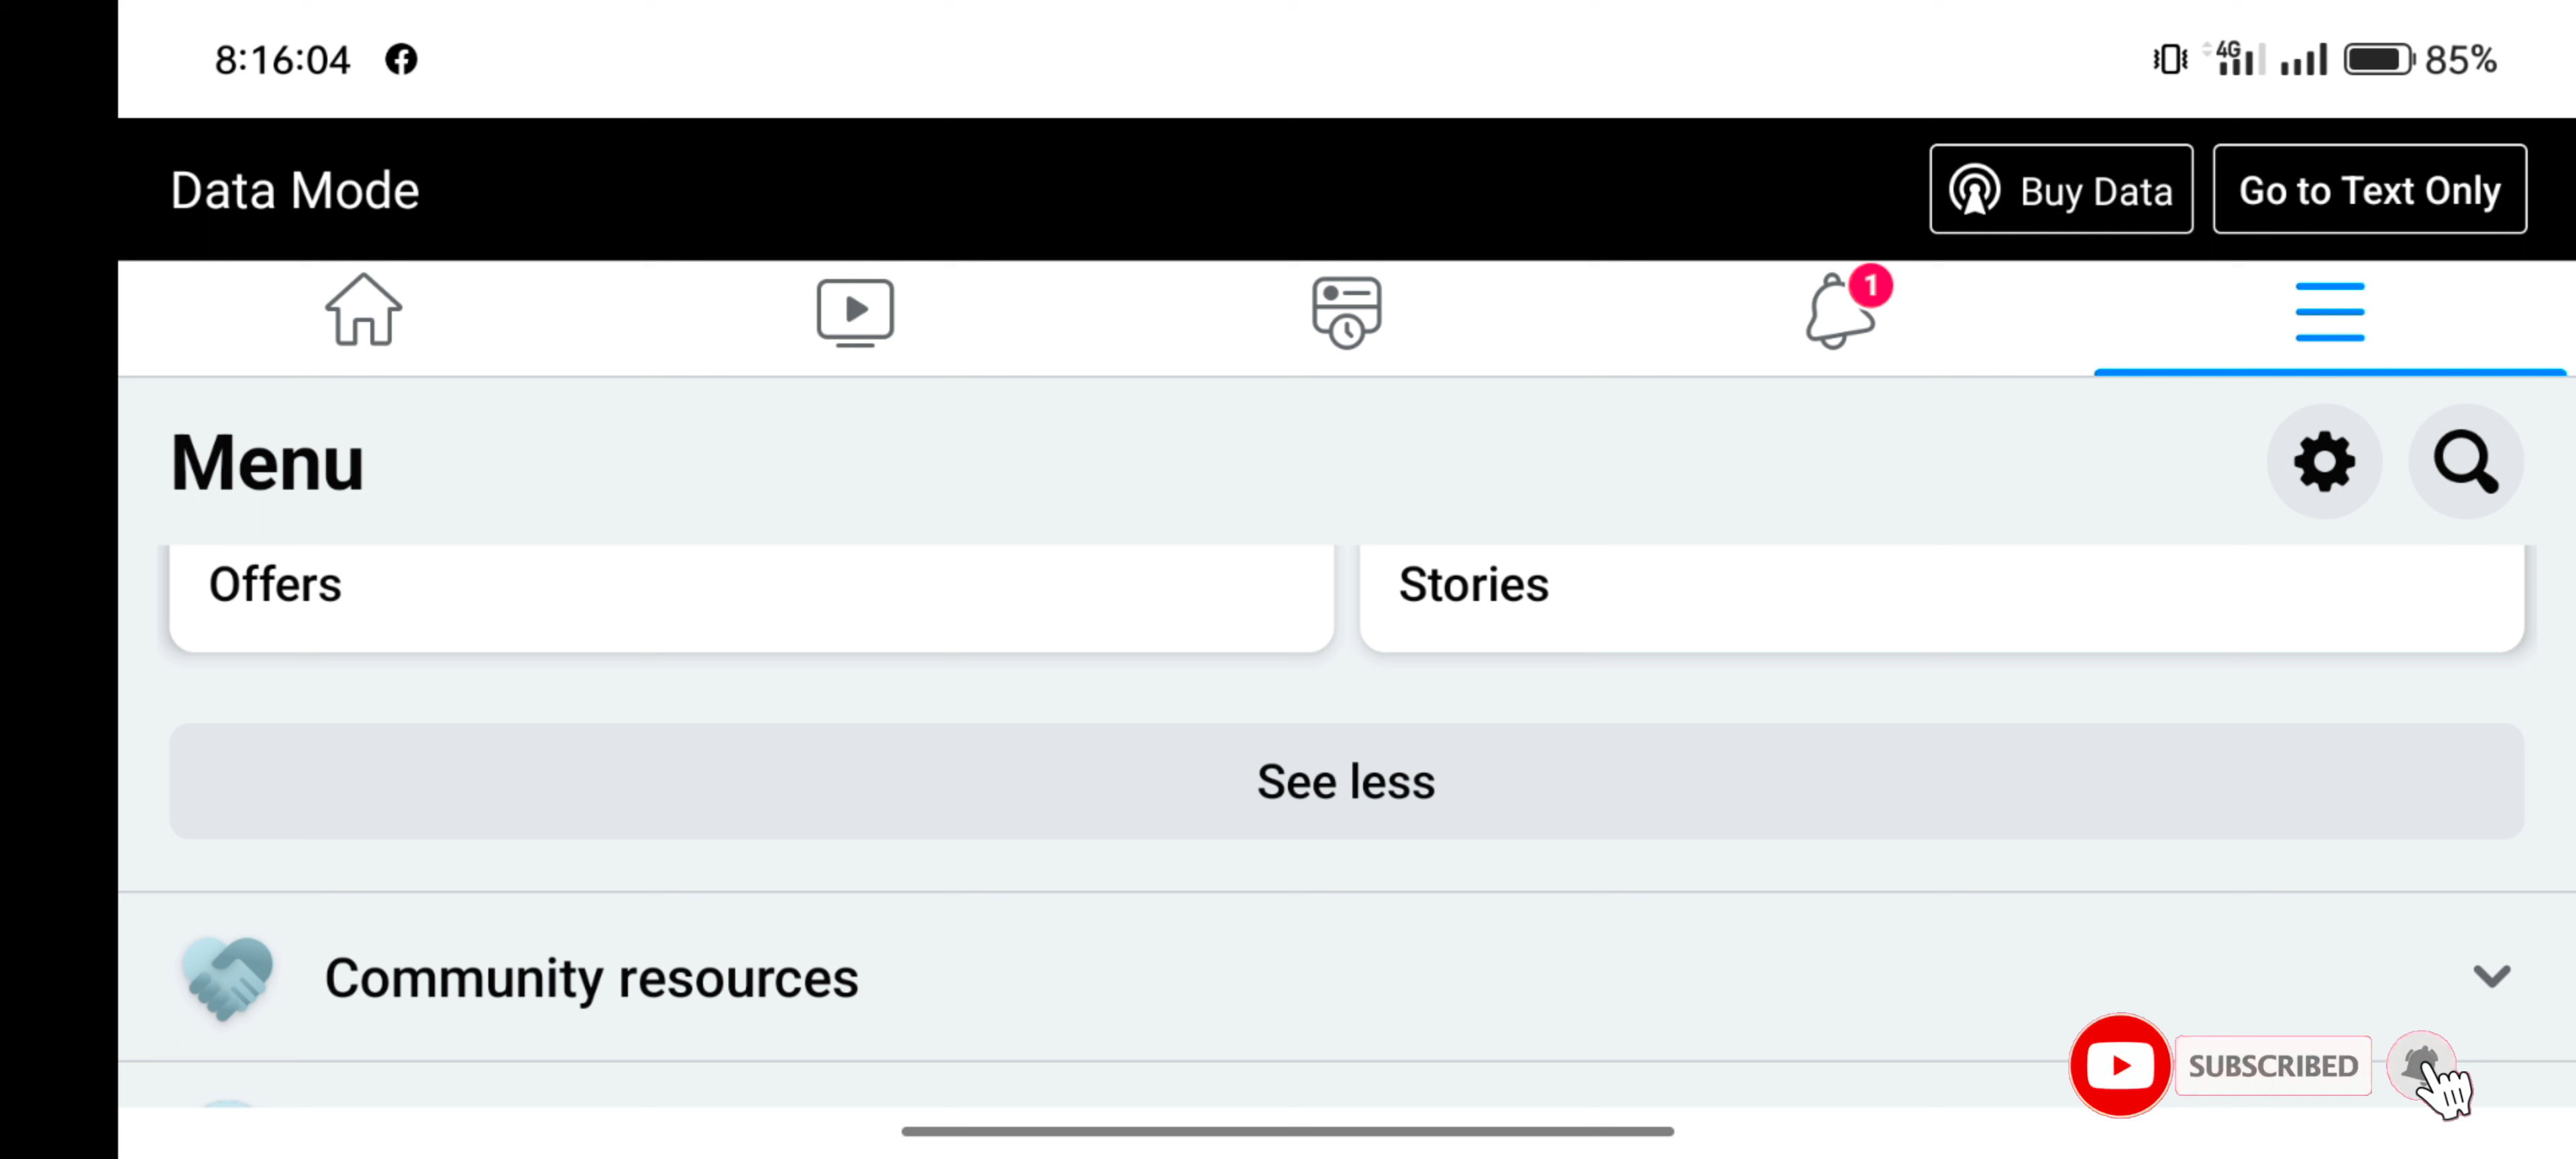 8:16:04
4G
85%
Data Mode
Buy Data
Go to Text Only
1
Menu
Offers
Stories
See less
Community resources
SUBSCRIBED